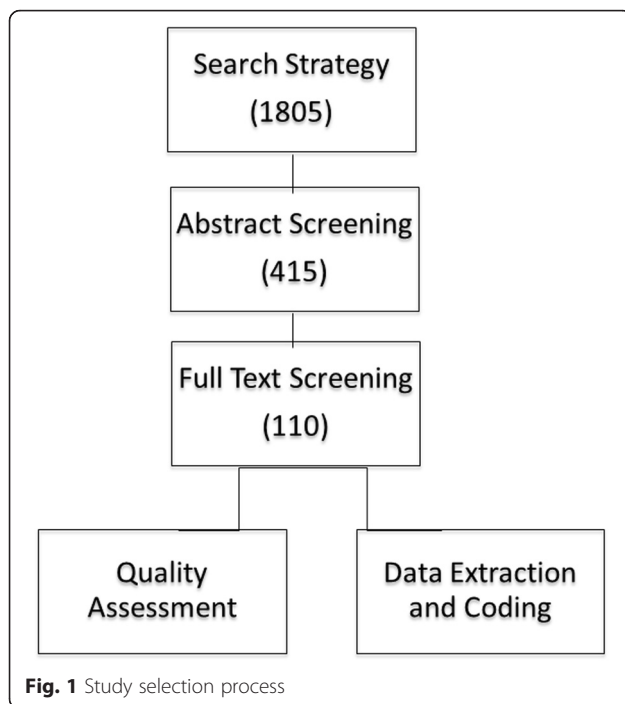 Search Strategy
(1805)
Abstract Screening
(415)
Full Text Screening
(110)
Quality
Assessment
Data Extraction
and Coding
Fig. 1 Study selection process